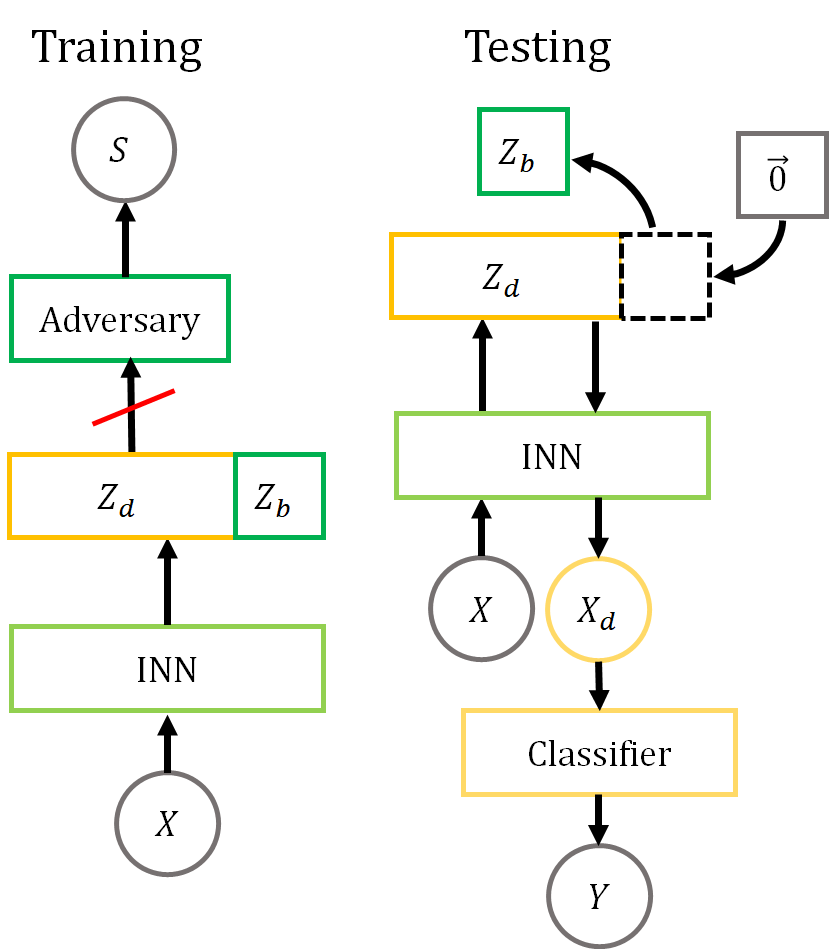 Training
S
Adversary
Z_d
Z_b
INN
X
Testing
Z_b
\vec{0}
Z_d
INN
X
X_d
Classifier
Y